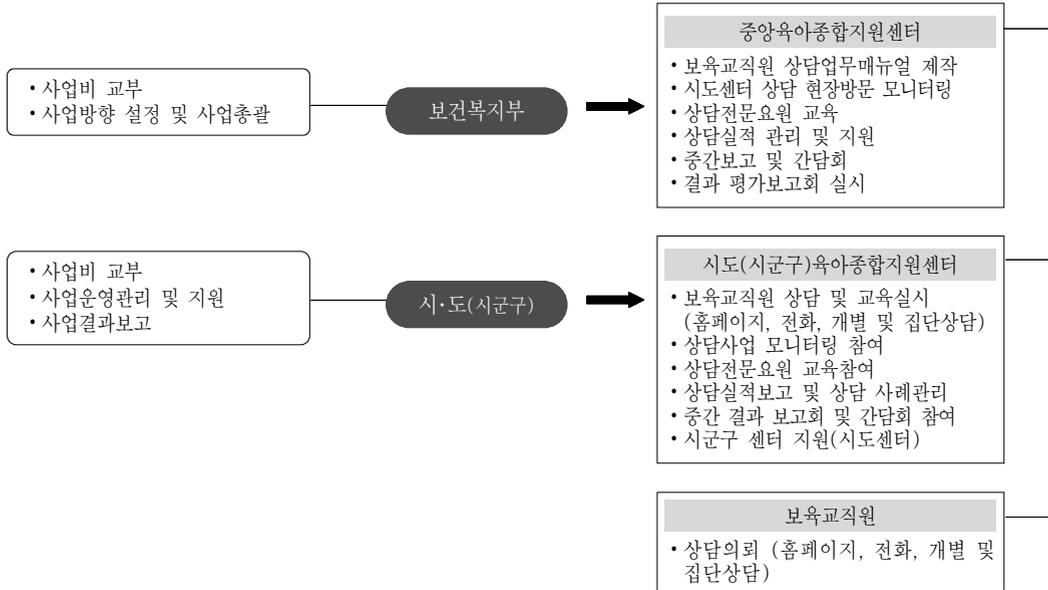 • 사업비 교부
• 사업방향 설정 및 사업총괄
보건복지부
중앙육아종합지원센터
• 보육교직원 상담업무매뉴얼 제작
• 시도센터 상담 현장방문 모니터링
• 상담전문요원 교육
• 상담실적 관리 및 지원
• 중간보고 및 간담회
• 결과 평가보고회 실시
• 사업비 교부
• 사업운영관리 및 지원
• 사업결과보고
시·도(시군구)
시도(시군구)육아종합지원센터
• 보육교직원 상담 및 교육실시
(홈페이지, 전화, 개별 및 집단상담)
• 상담사업 모니터링 참여
• 상담전문요원 교육참여
• 상담실적보고 및 상담 사례관리
• 중간 결과 보고회 및 간담회 참여
• 시군구 센터 지원(시도센터)
보육교직원
• 상담의뢰 (홈페이지, 전화, 개별 및
집단상담)